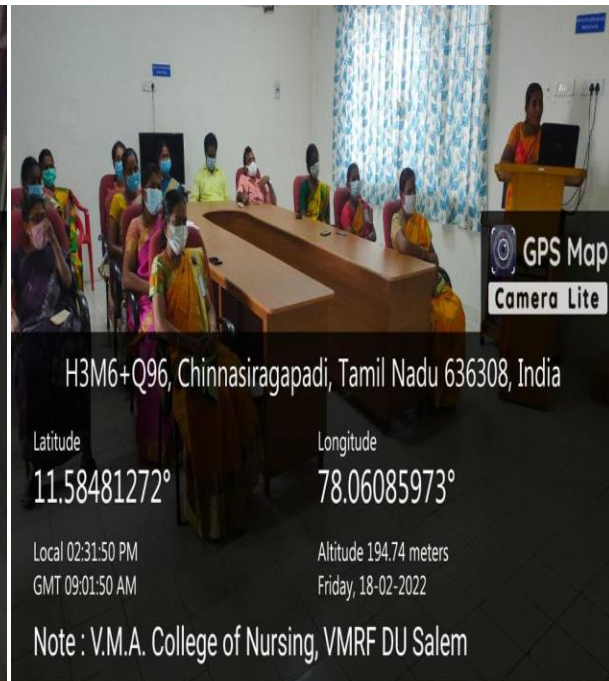 GPS Map
Camera Lite
H3M6+Q96, Chinnasiragapadi, Tamil Nadu 636308, India
Latitude
11.58481272°
Longitude
78.06085973°
Local 02:31:50 PM
GMT 09:01:50 AM
Altitude 194.74 meters
Friday, 18-02-2022
Note : V.M.A. College of Nursing, VMRF DU Salem